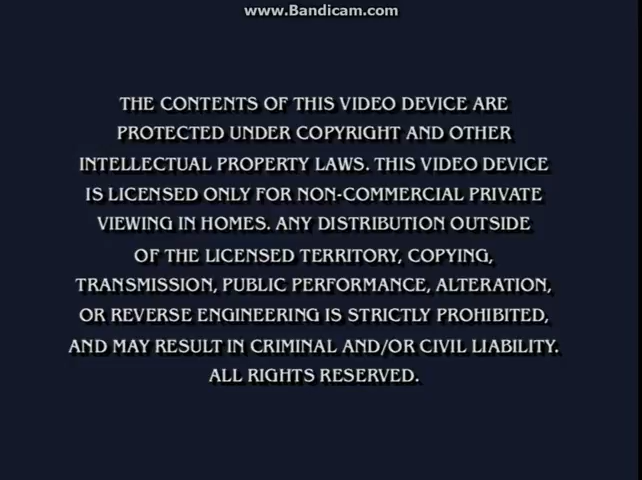 www.Bandicam.com
THE CONTENTS OF THIS VIDEO DEVICE ARE
PROTECTED UNDER COPYRIGHT AND OTHER
INTELLECTUAL PROPERTY LAWS. THIS VIDEO DEVICE
IS LICENSED ONLY FOR NON-COMMERCIAL PRIVATE
VIEWING IN HOMES. ANY DISTRIBUTION OUTSIDE
OF THE LICENSED TERRITORY, COPYING,
TRANSMISSION, PUBLIC PERFORMANCE, ALTERATION,
OR REVERSE ENGINEERING IS STRICTLY PROHIBITED,
AND MAY RESULT IN CRIMINAL AND/OR CIVIL LIABILITY.
ALL RIGHTS RESERVED.